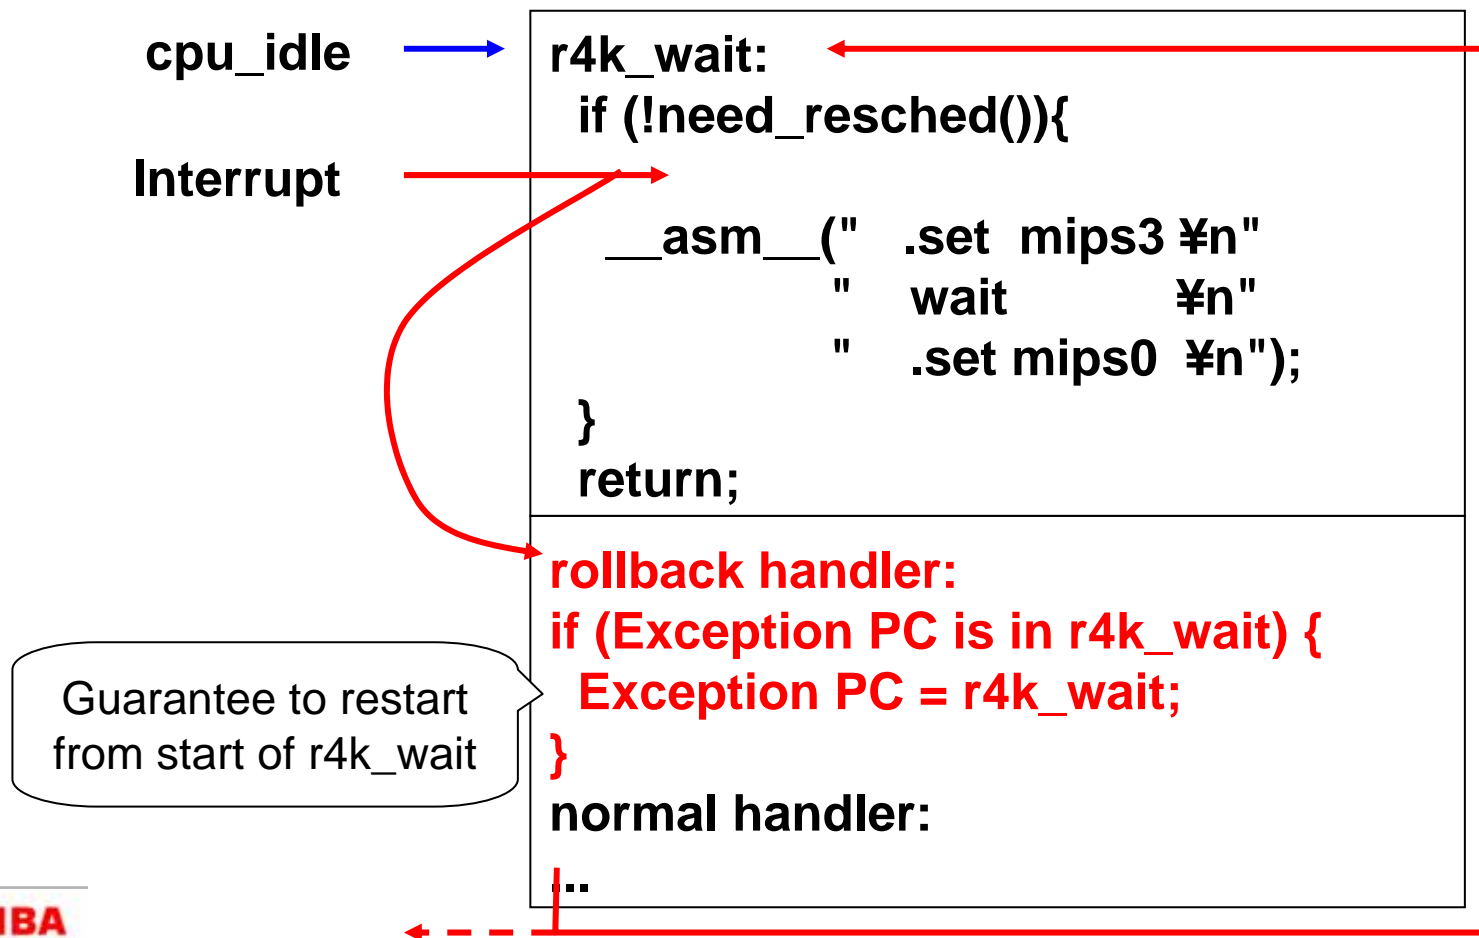 cpu_idle
r4k_wait:
if (!need_resched()){
Interrupt
__asm__(" .set mips3 ¥n"
" wait ¥n"
" .set mips0 ¥n");
}
return;
rollback handler:
if (Exception PC is in r4k_wait) {
Exception PC = r4k_wait;
}
Guarantee to restart
from start of r4k_wait
normal handler:
...
IBA